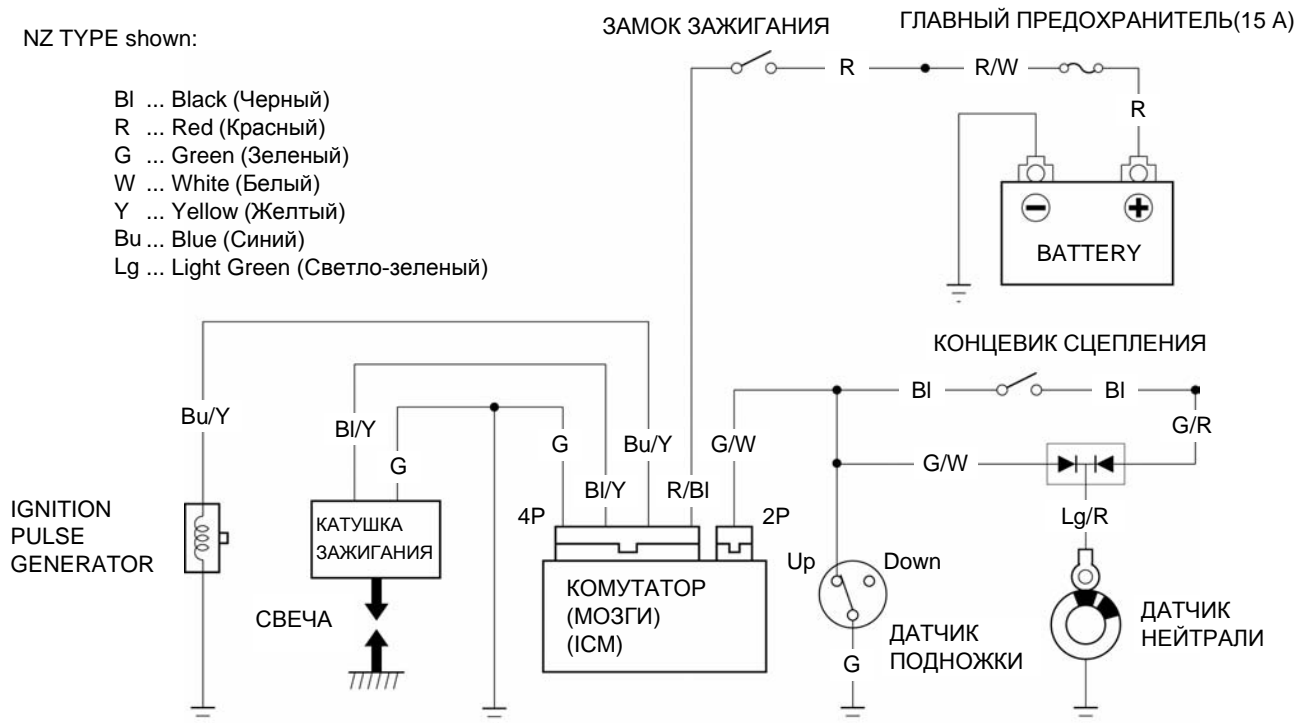 NZ TYPE shown:
ЗАМОК ЗАЖИГАНИЯ
ГЛАВНЫЙ ПРЕДОХРАНИТЕЛЬ(15 А)
Bl ... Black (Черный)
R ... Red (Красный)
G ... Green (Зеленый)
W ... White (Белый)
Y ... Yellow (Желтый)
Bu ... Blue (Синий)
Lg ... Light Green (Светло-зеленый)
R
R/W
R
BATTERY
КОНЦЕВИК СЦЕПЛЕНИЯ
Bl
Bl
G/R
Bu/Y
Bl/Y
G
G
Bu/Y
G/W
G/W
Bl/Y
R/Bl
Lg/R
4P
2P
IGNITION
PULSE
GENERATOR
КАТУШКА
ЗАЖИГАНИЯ
СВЕЧА
КОМУТАТОР
(МОЗГИ)
(ICM)
Up
Down
ДАТЧИК
ПОДНОЖКИ
G
ДАТЧИК
НЕЙТРАЛИ